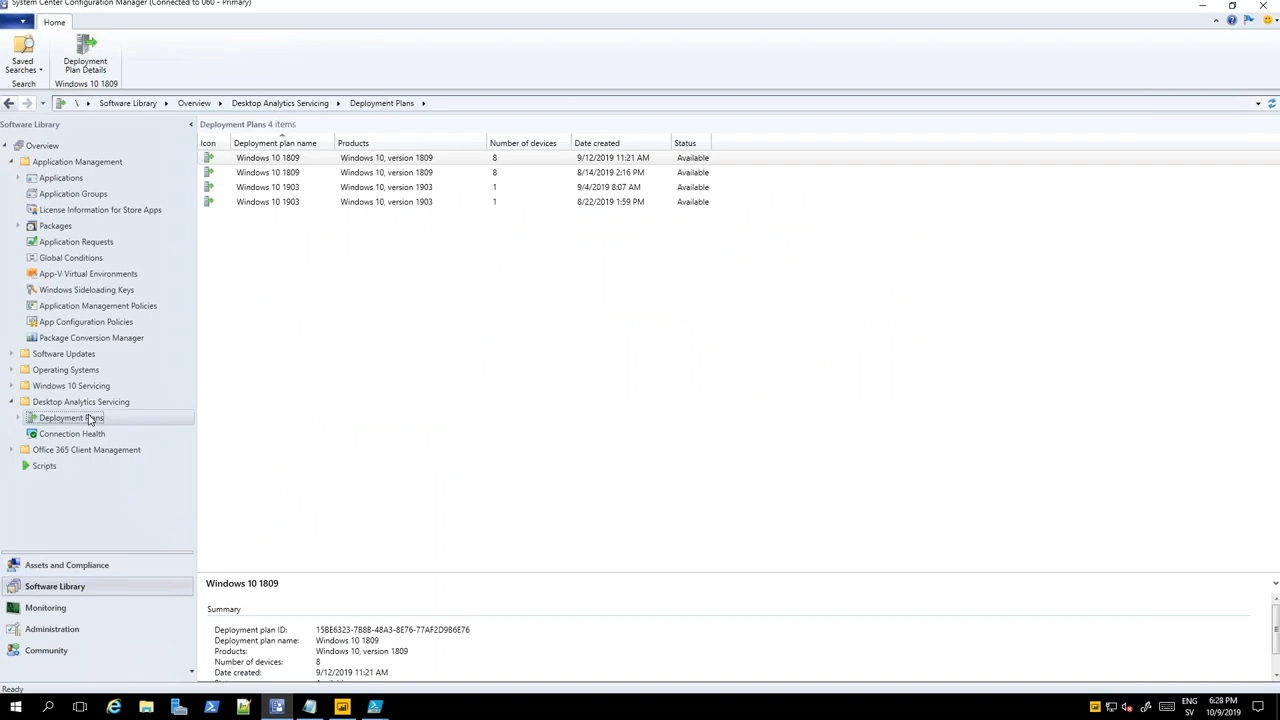 System Center Configuration Manager (Connected to 060 - Primary)
Home
Saved Searches
Deployment Plan Details
Search
Windows 10 1809
\ Software Library Overview Desktop Analytics Servicing Deployment Plans
Software Library
Deployment Plans 4 items
Icon Deployment plan name Products Number of devices Date created Status
Windows 10 1809 Windows 10, version 1809 8 9/12/2019 11:21 AM Available
Windows 10 1809 Windows 10, version 1809 8 8/14/2019 2:16 PM Available
Windows 10 1903 Windows 10, version 1903 1 9/4/2019 8:07 AM Available
Windows 10 1903 Windows 10, version 1903 1 8/22/2019 1:59 PM Available
Overview
Application Management
Applications
Application Groups
License Information for Store Apps
Packages
Application Requests
Global Conditions
App-V Virtual Environments
Windows Sideloading Keys
Application Management Policies
App Configuration Policies
Package Conversion Manager
Software Updates
Operating Systems
Windows 10 Servicing
Desktop Analytics Servicing
Deployment Plans
Connection Health
Office 365 Client Management
Scripts
Assets and Compliance
Software Library
Monitoring
Administration
Community
Windows 10 1809
Summary
Deployment plan ID: 15BE6323-7B8B-48A3-8E76-77AF2D9B6E76
Deployment plan name: Windows 10 1809
Products: Windows 10, version 1809
Number of devices: 8
Date created: 9/12/2019 11:21 AM
Ready
ENG
SV
6:28 PM
10/9/2019